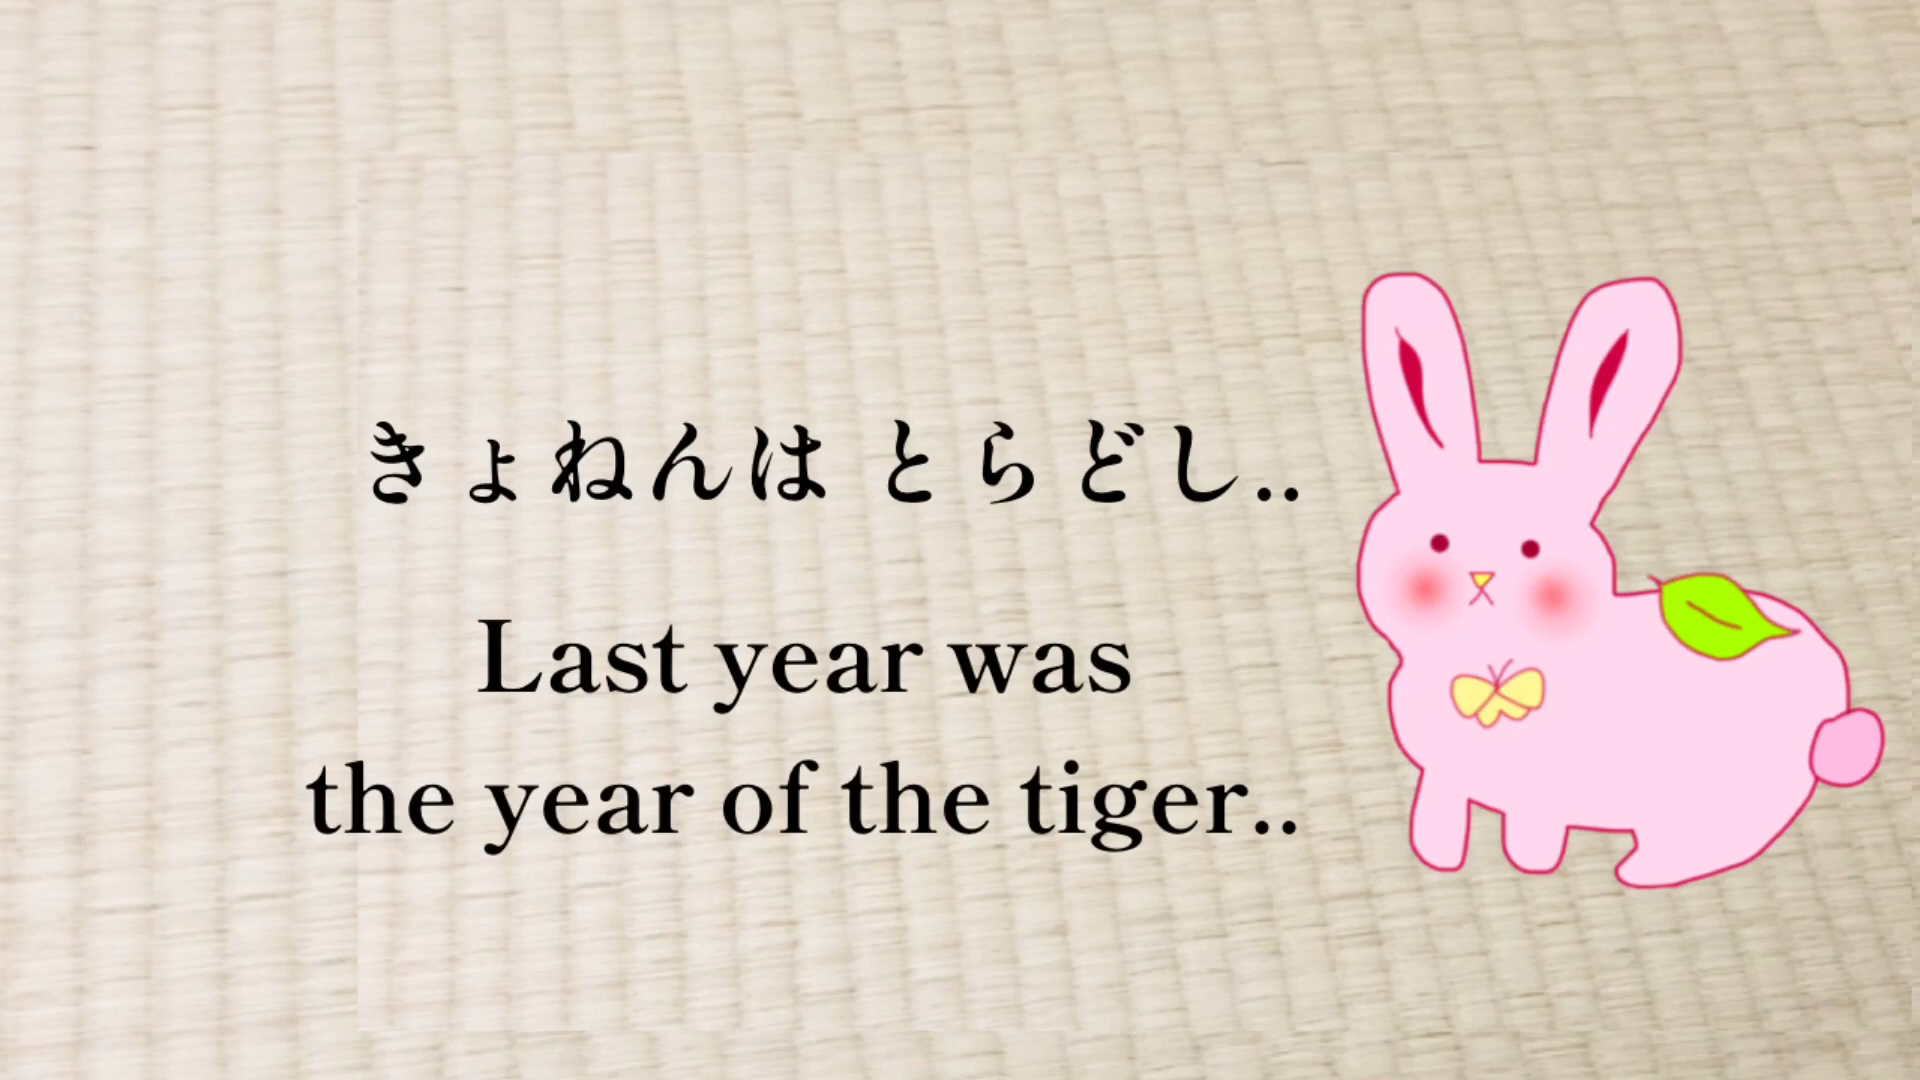 きょねんは とらどし..
Last year was
the year of the tiger..